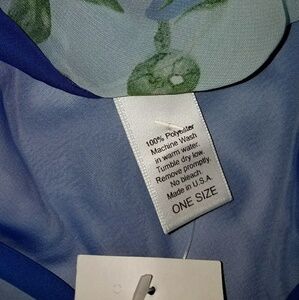 100% Polyester
Machine Wash
in warm water.
Tumble dry low.
Remove promptly.
No bleach.
Made in U.S.A.
ONE SIZE